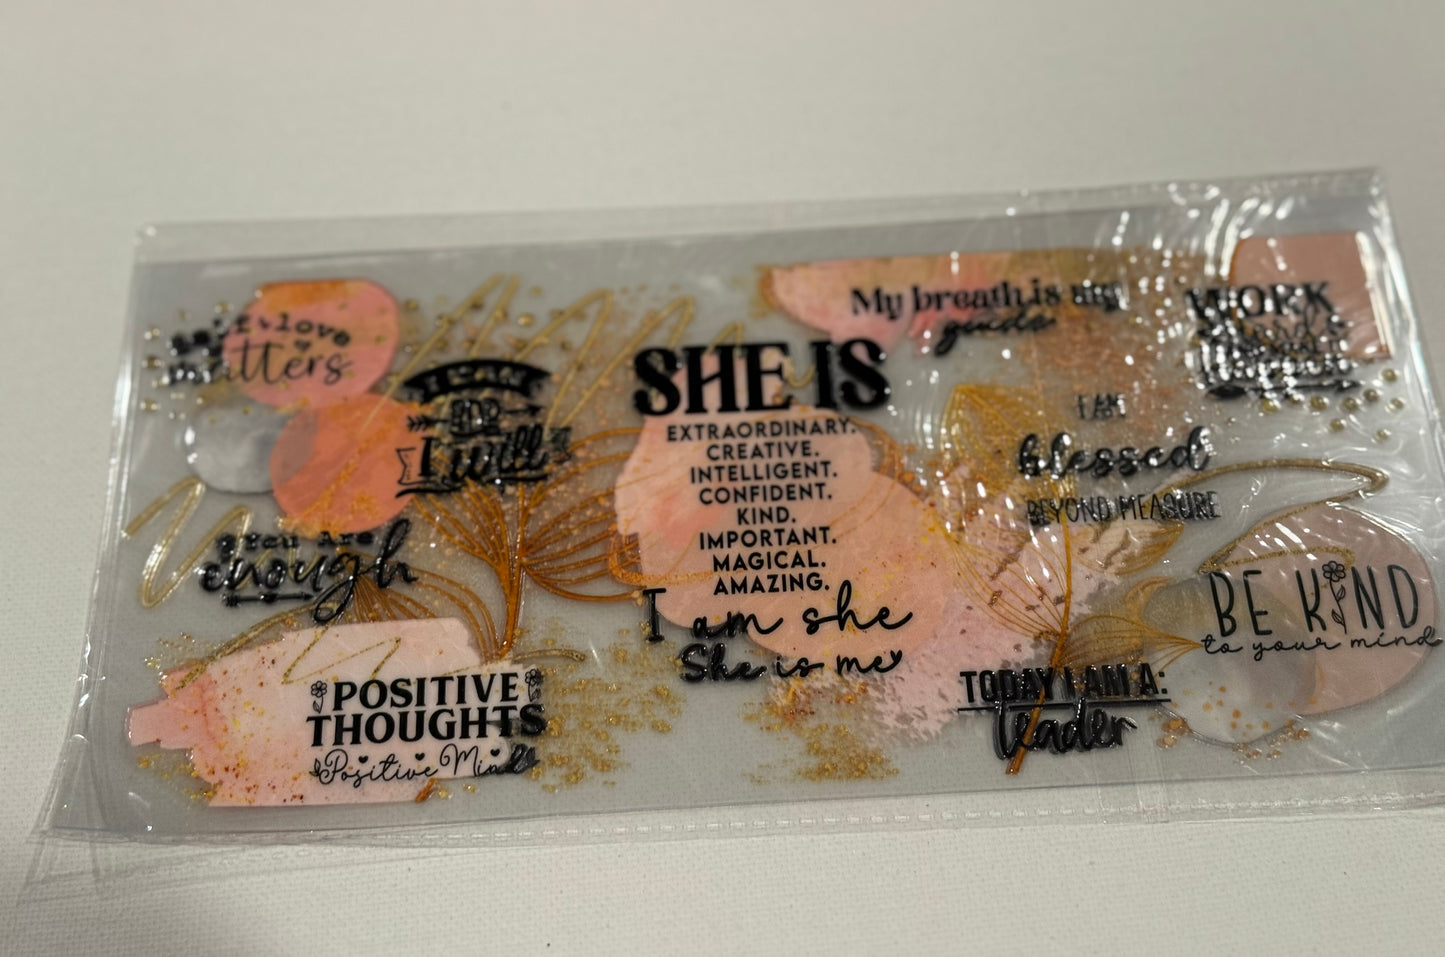 self love
matters
I CAN
AND
I will
You Are
enough
POSITIVE
THOUGHTS
Positive Mind
SHE IS
EXTRAORDINARY.
CREATIVE.
INTELLIGENT.
CONFIDENT.
KIND.
IMPORTANT.
MAGICAL.
AMAZING.
I am she
She is me
My breath is my
guide
WORK
I AM
blessed
BEYOND MEASURE
BE KIND
to your mind
TODAY I AM A:
leader